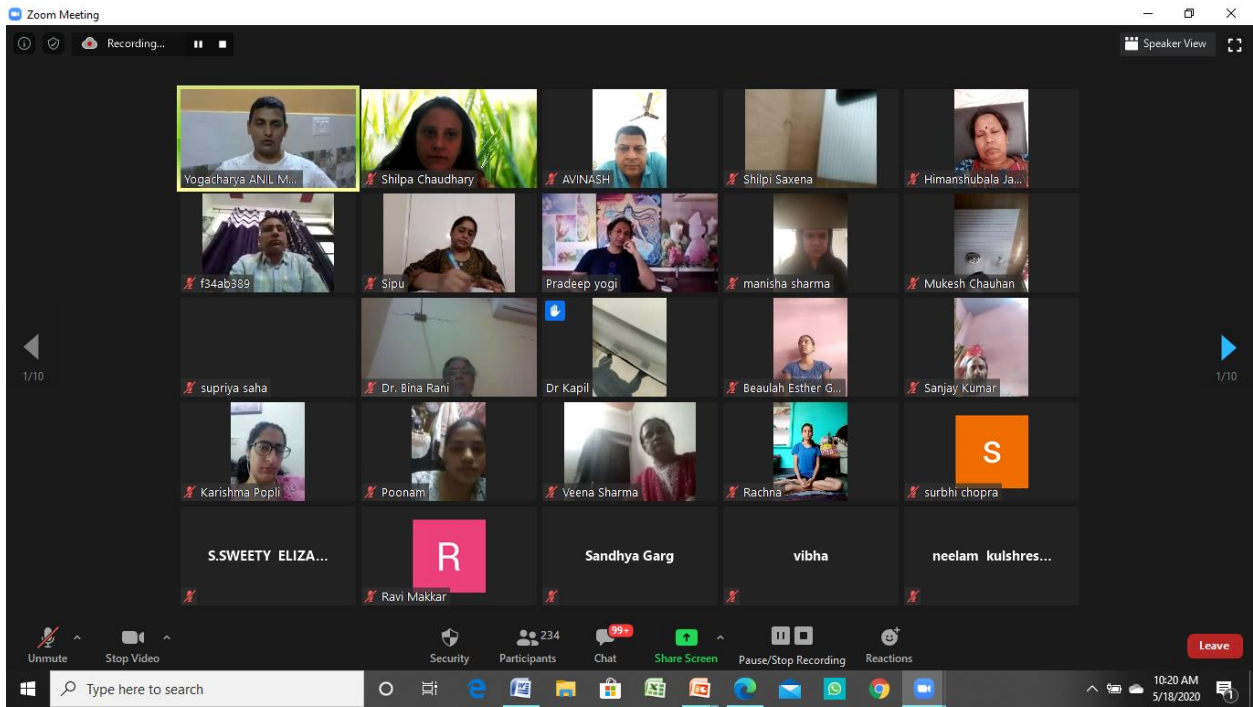 Zoom Meeting
Recording...
Speaker View
Yogacharya ANIL M...
Shilpa Chaudhary
AVINASH
Shilpi Saxena
Himanshubala Ja...
f34ab389
Sipu
Pradeep yogi
manisha sharma
Mukesh Chauhan
1/10
supriya saha
Dr. Bina Rani
Dr Kapil
Beaulah Esther G...
Sanjay Kumar
1/10
Karishma Popli
Poonam
Veena Sharma
Rachna
S
surbhi chopra
S.SWEETY ELIZA...
R
Ravi Makkar
Sandhya Garg
vibha
neelam kulshres...
Unmute
Stop Video
Security
234
Participants
99+
Chat
Share Screen
Pause/Stop Recording
Reactions
Leave
Type here to search
10:20 AM
5/18/2020
1